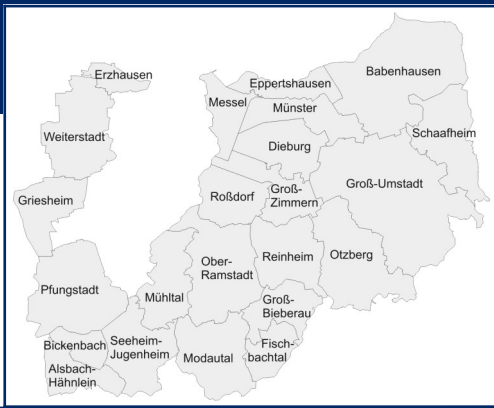 Babenhausen
Erzhausen
Eppertshausen
Messel
Münster
Weiterstadt
Schaafheim
Dieburg
Groß-Umstadt
Griesheim
Roßdorf
Groß-
Zimmern
Ober-
Ramstadt
Reinheim
Otzberg
Pfungstadt
Mühltal
Groß-
Bieberau
Bickenbach
Seeheim-
Jugenheim
Fisch-
bachtal
Modautal
Alsbach-
Hähnlein